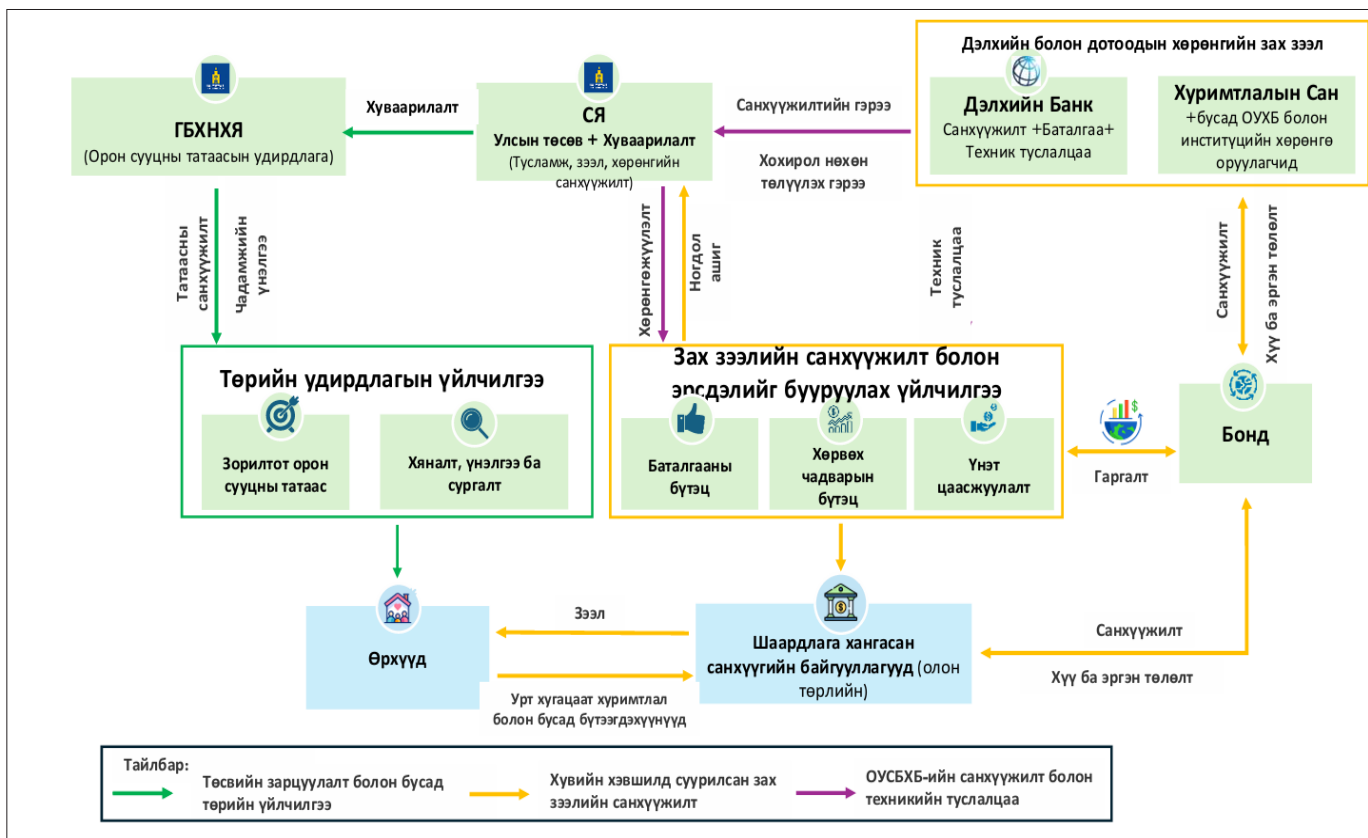 Дэлхийн болон дотоодын хөрөнгийн зах зээл
ГБХНХЯ
(Орон сууцны татаасын удирдлага)
Хуваарилалт
СЯ
Улсын төсөв + Хуваарилалт
(Тусламж, зээл, хөрөнгийн
санхүүжилт)
Санхүүжилтийн гэрээ
Хохирол нөхөн
төлүүлэх гэрээ
Дэлхийн Банк
Санхүүжилт +Баталгаа+
Техник туслалцаа
Хуримтлалын Сан
+бусад ОУХБ болон
институцийн хөрөнгө
оруулагчид
Татаасны
санхүүжилт
Чадамжийн
үнэлгээ
Хөрөнгөжүүлэлт
Ногдол
ашиг
Техник
туслалцаа
Санхүүжилт
Хүү ба эргэн төлөлт
Төрийн удирдлагын үйлчилгээ
Зорилтот орон
сууцны татаас
Хяналт, үнэлгээ ба
сургалт
Зах зээлийн санхүүжилт болон
эрсдэлийг бууруулах үйлчилгээ
Баталгааны
бүтэц
Хөрвөх
чадварын
бүтэц
Үнэт
цаасжуулалт
Гаргалт
Бонд
Өрхүүд
Зээл
Урт хугацаат хуримтлал
болон бусад бүтээгдэхүүнүүд
Шаардлага хангасан
санхүүгийн байгууллагууд (олон
төрлийн)
Санхүүжилт
Хүү ба эргэн төлөлт
Тайлбар:
Төсвийн зарцуулалт болон бусад
төрийн үйлчилгээ
Хувийн хэвшилд суурилсан зах
зээлийн санхүүжилт
ОУСБХБ-ийн санхүүжилт болон
техникийн туслалцаа